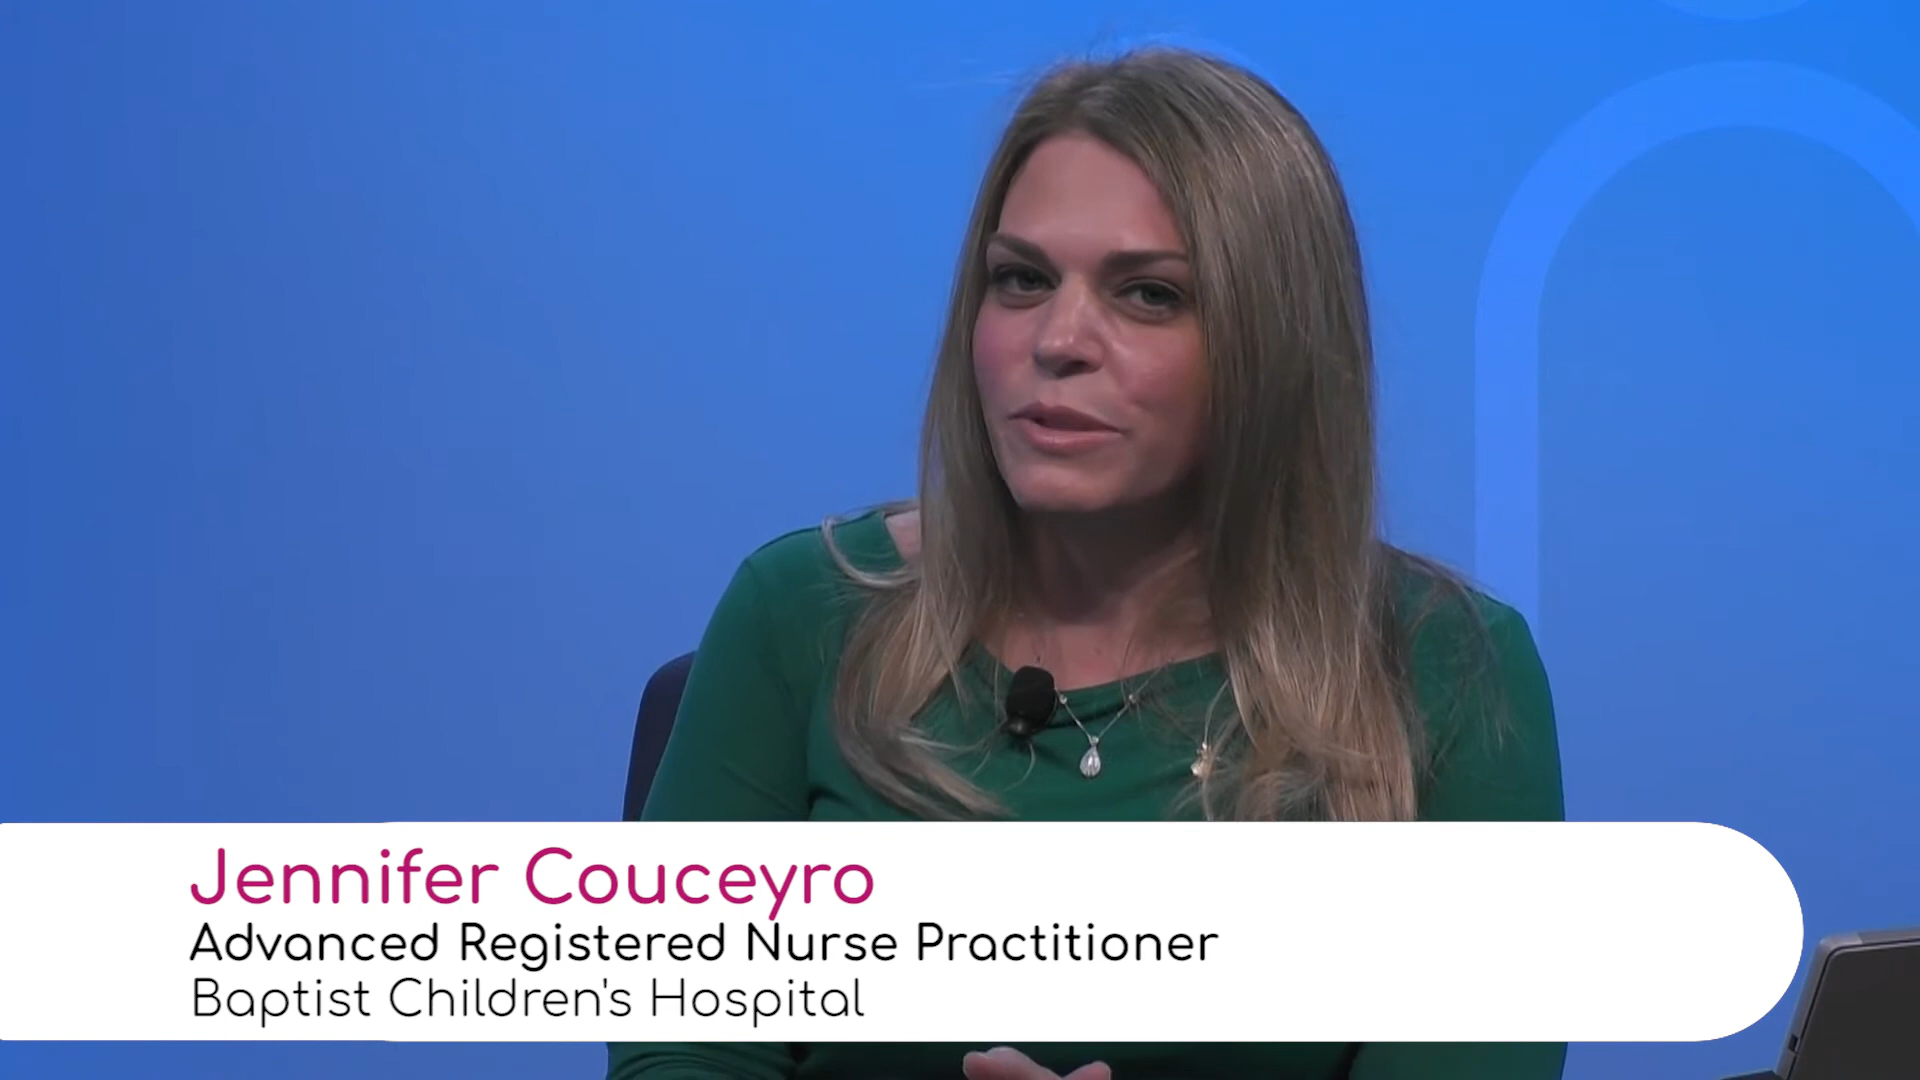 Jennifer Couceyro
Advanced Registered Nurse Practitioner
Baptist Children's Hospital